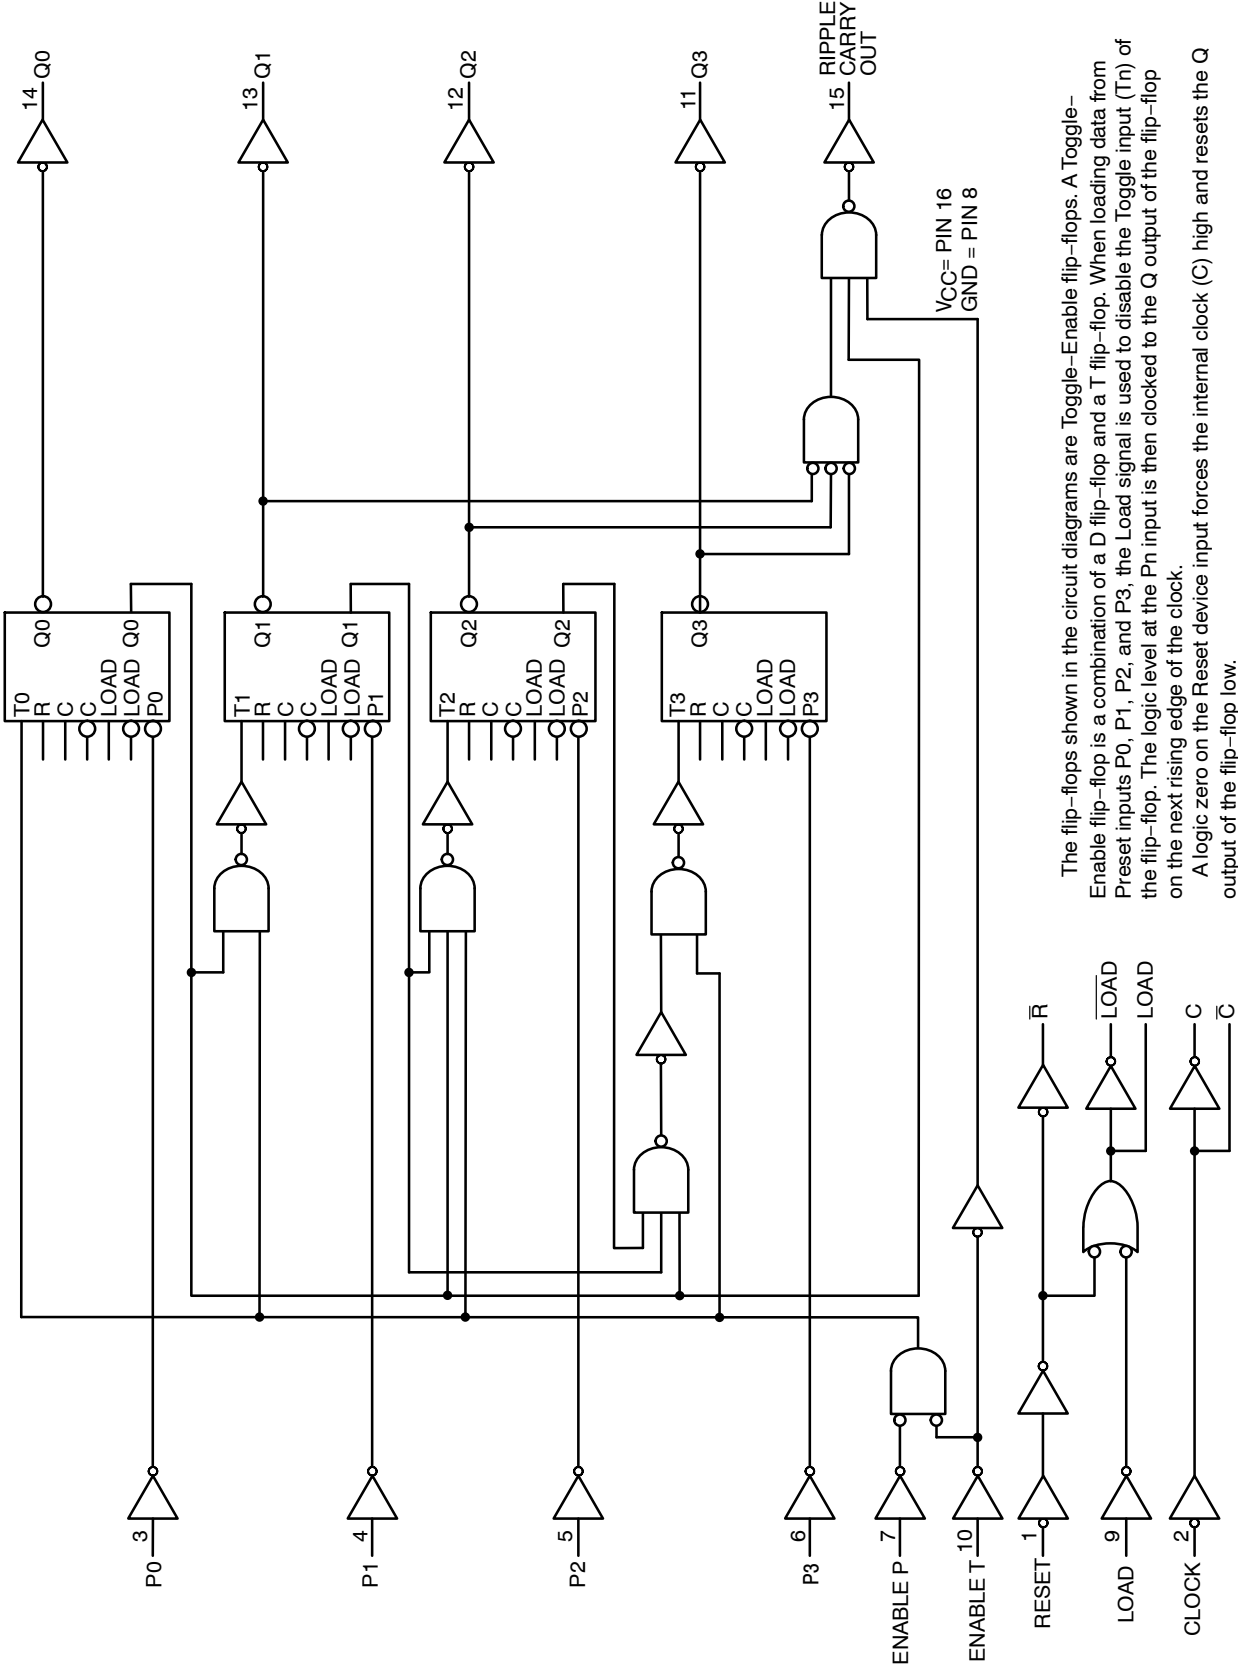 T0
R
C
C
LOAD
LOAD
P0
Q0
Q0
14 Q0
P0 3
T1
R
C
C
LOAD
LOAD
P1
Q1
Q1
13 Q1
P1 4
T2
R
C
C
LOAD
LOAD
P2
Q2
Q2
12 Q2
P2 5
T3
R
C
C
LOAD
LOAD
P3
Q3
11 Q3
P3 6
RIPPLE
CARRY
OUT
15
ENABLE P 7
ENABLE T 10
VCC= PIN 16
GND = PIN 8
RESET 1
R̅
LOAD 9
L̅O̅A̅D̅
LOAD
CLOCK 2
C
C̅
The flip−flops shown in the circuit diagrams are Toggle−Enable flip−flops. A Toggle−
Enable flip−flop is a combination of a D flip−flop and a T flip−flop. When loading data from
Preset inputs P0, P1, P2, and P3, the Load signal is used to disable the Toggle input (Tn) of
the flip−flop. The logic level at the Pn input is then clocked to the Q output of the flip−flop
on the next rising edge of the clock.
A logic zero on the Reset device input forces the internal clock (C) high and resets the Q
output of the flip−flop low.